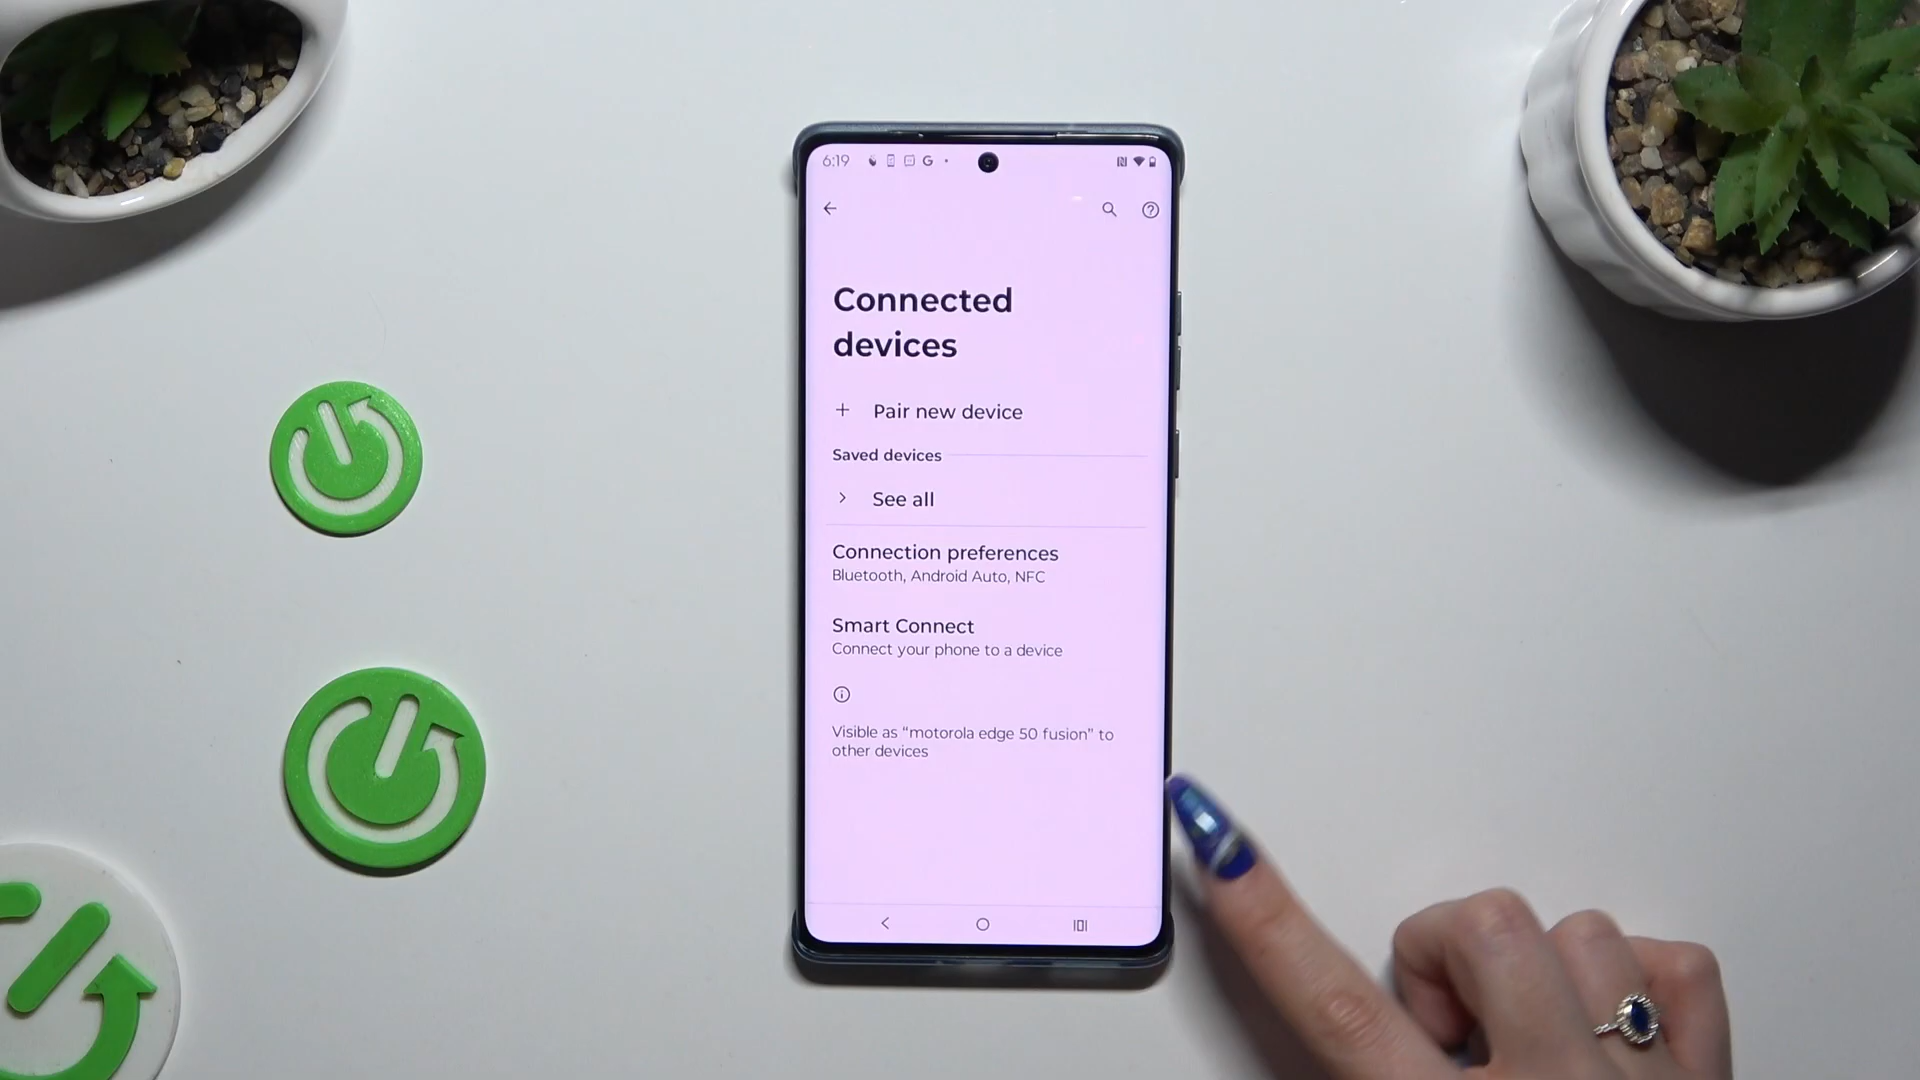 6:19
Connected
devices
+ Pair new device
Saved devices
See all
Connection preferences
Bluetooth, Android Auto, NFC
Smart Connect
Connect your phone to a device
Visible as “motorola edge 50 fusion” to
other devices